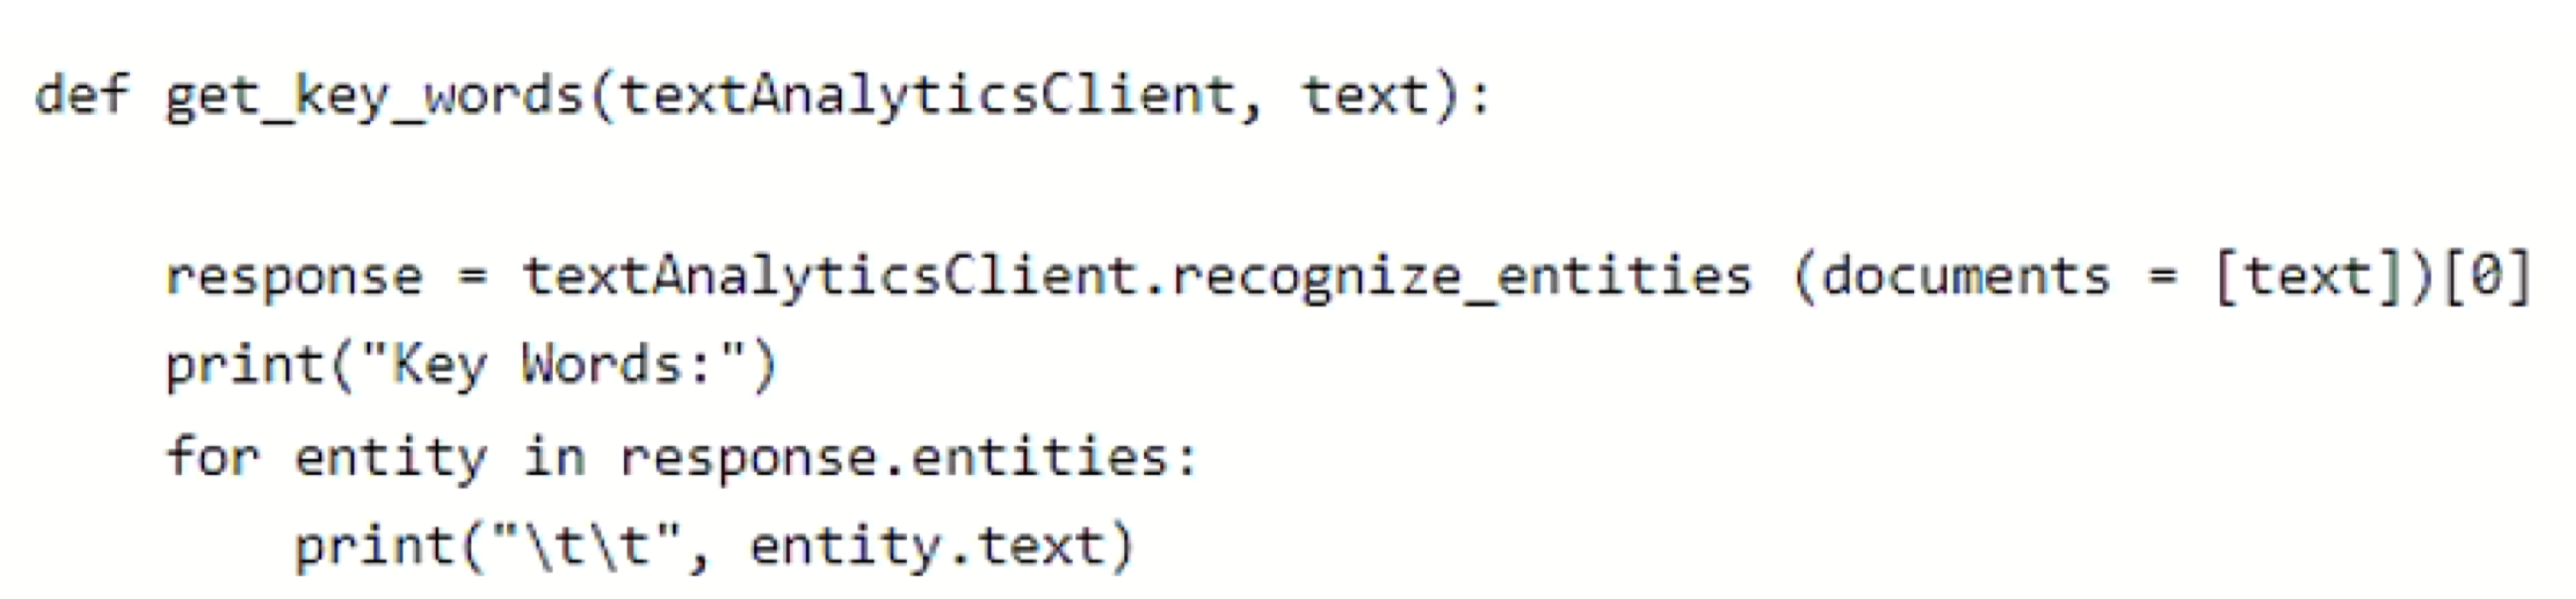 def get_key_words(textAnalyticsClient, text):
response = textAnalyticsClient.recognize_entities (documents = [text])[0]
print("Key Words:")
for entity in response.entities:
print("\t\t", entity.text)